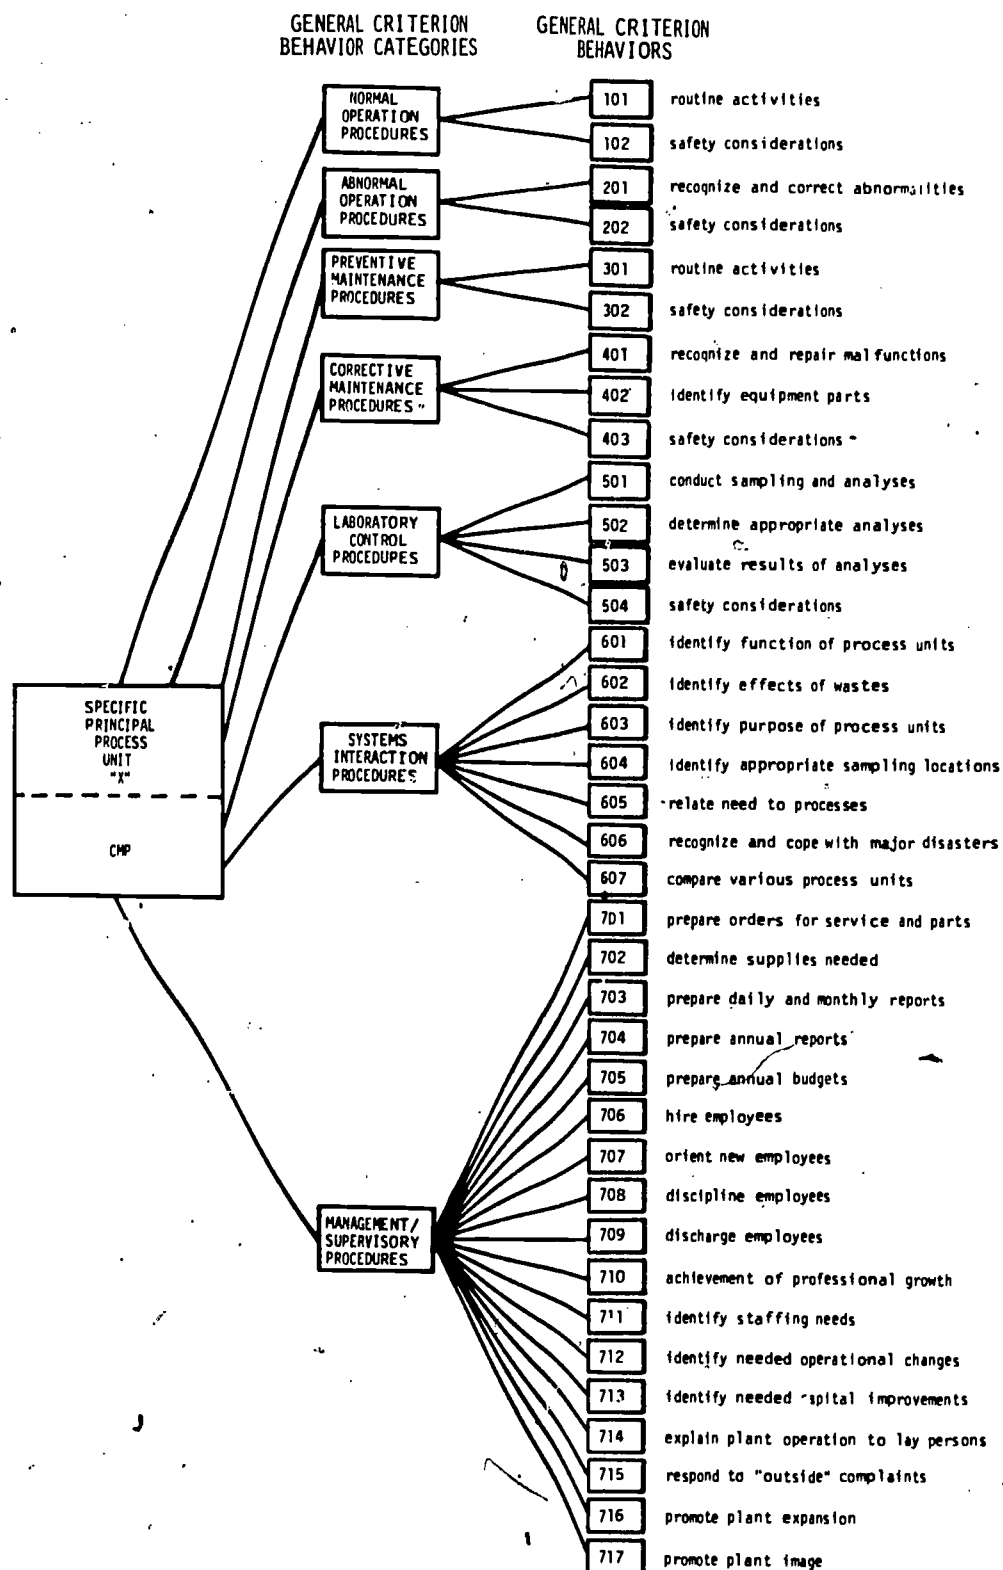 GENERAL CRITERION
BEHAVIOR CATEGORIES
GENERAL CRITERION
BEHAVIORS
NORMAL
OPERATION
PROCEDURES
101 routine activities
102 safety considerations
ABNORMAL
OPERATION
PROCEDURES
201 recognize and correct abnormalities
202 safety considerations
PREVENTIVE
MAINTENANCE
PROCEDURES
301 routine activities
302 safety considerations
CORRECTIVE
MAINTENANCE
PROCEDURES
401 recognize and repair malfunctions
402 identify equipment parts
403 safety considerations
LABORATORY
CONTROL
PROCEDUPES
501 conduct sampling and analyses
502 determine appropriate analyses
503 evaluate results of analyses
504 safety considerations
SPECIFIC
PRINCIPAL
PROCESS
UNIT
"X"
CMP
SYSTEMS
INTERACTION
PROCEDURES
601 identify function of process units
602 identify effects of wastes
603 identify purpose of process units
604 identify appropriate sampling locations
605 relate need to processes
606 recognize and cope with major disasters
607 compare various process units
MANAGEMENT/
SUPERVISORY
PROCEDURES
701 prepare orders for service and parts
702 determine supplies needed
703 prepare daily and monthly reports
704 prepare annual reports
705 prepare annual budgets
706 hire employees
707 orient new employees
708 discipline employees
709 discharge employees
710 achievement of professional growth
711 identify staffing needs
712 identify needed operational changes
713 identify needed capital improvements
714 explain plant operation to lay persons
715 respond to "outside" complaints
716 promote plant expansion
717 promote plant image